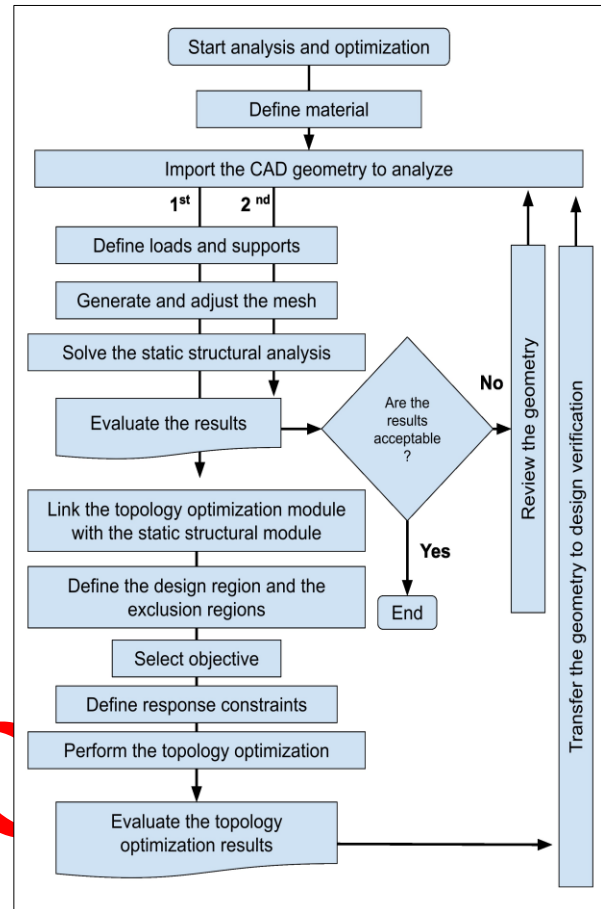 Start analysis and optimization
Define material
Import the CAD geometry to analyze
1st
2 nd
Define loads and supports
Generate and adjust the mesh
Solve the static structural analysis
Evaluate the results
Are the
results
acceptable
?
No
Yes
End
Review the geometry
Transfer the geometry to design verification
Link the topology optimization module
with the static structural module
Define the design region and the
exclusion regions
Select objective
Define response constraints
Perform the topology optimization
Evaluate the topology
optimization results